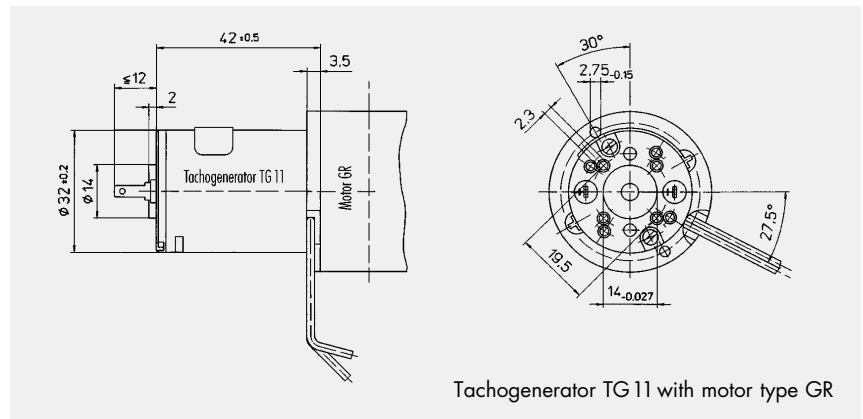 42 ±0.5
3,5
≤12
2
Ø32 ±0.2
Ø14
Tachogenerator TG 11
Motor GR
30°
2,75 -0.15
2,3
27,5°
19,5
14 -0.027
Tachogenerator TG 11 with motor type GR